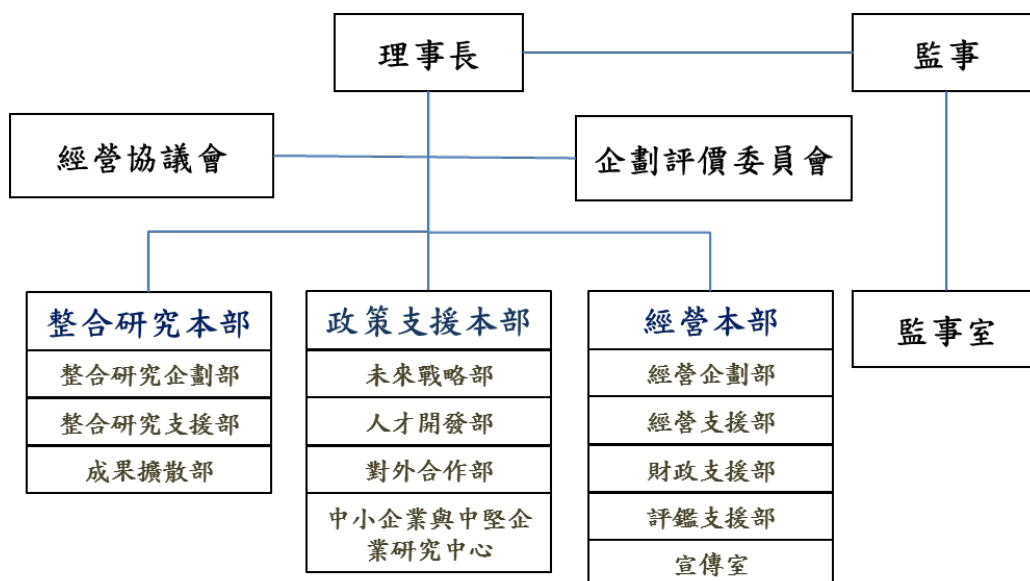 理事長
監事
經營協議會
企劃評價委員會
整合研究本部
整合研究企劃部
整合研究支援部
成果擴散部
政策支援本部
未來戰略部
人才開發部
對外合作部
中小企業與中堅企
業研究中心
經營本部
經營企劃部
經營支援部
財政支援部
評鑑支援部
宣傳室
監事室